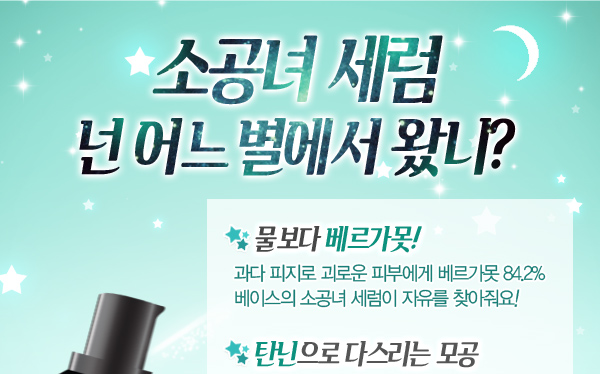 소공녀 세럼
넌 어느 별에서 왔니?
물보다 베르가못!
과다 피지로 괴로운 피부에게 베르가못 84.2%
베이스의 소공녀 세럼이 자유를 찾아줘요!
탄닌으로 다스리는 모공